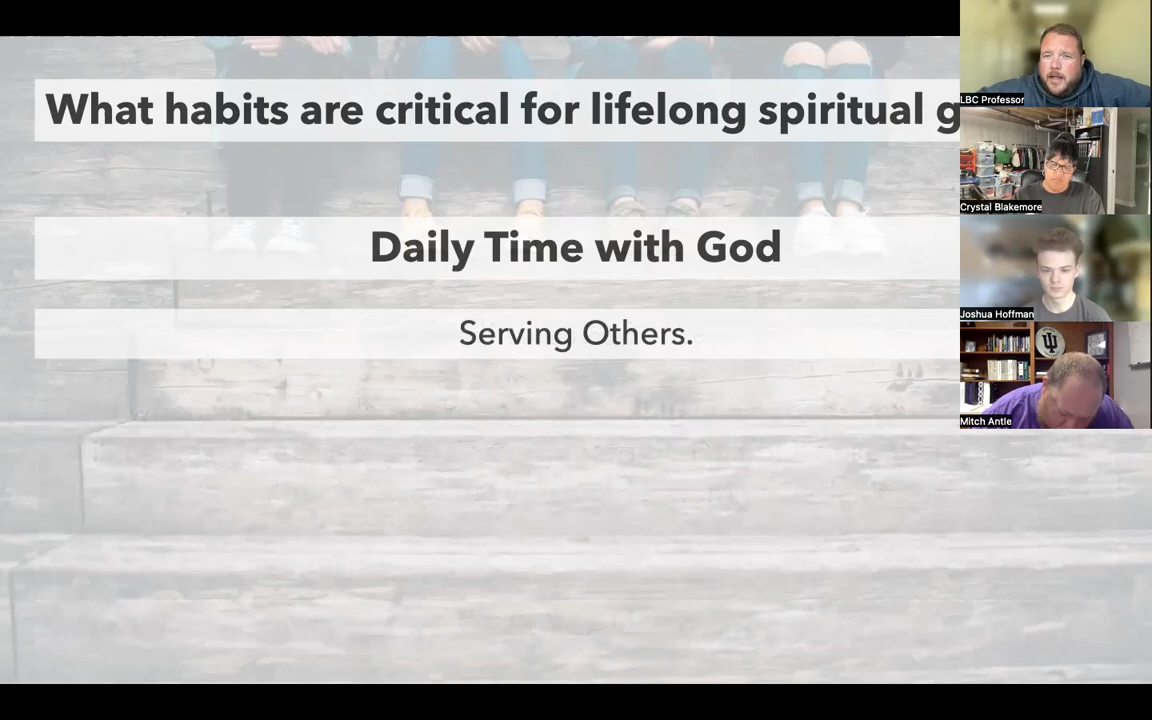 What habits are critical for lifelong spiritual g
Daily Time with God
Serving Others.
LBC Professor
Crystal Blakemore
Joshua Hoffman
Mitch Antle